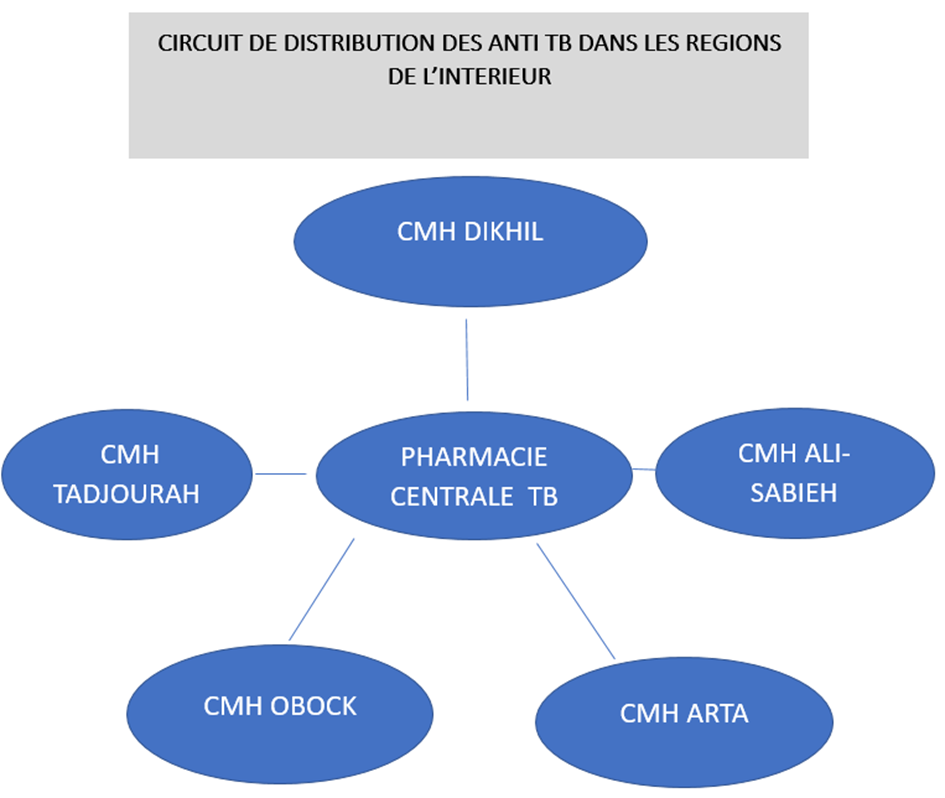 CIRCUIT DE DISTRIBUTION DES ANTI TB DANS LES REGIONS
DE L’INTERIEUR
CMH DIKHIL
CMH
TADJOURAH
PHARMACIE
CENTRALE  TB
CMH ALI-
SABIEH
CMH OBOCK
CMH ARTA